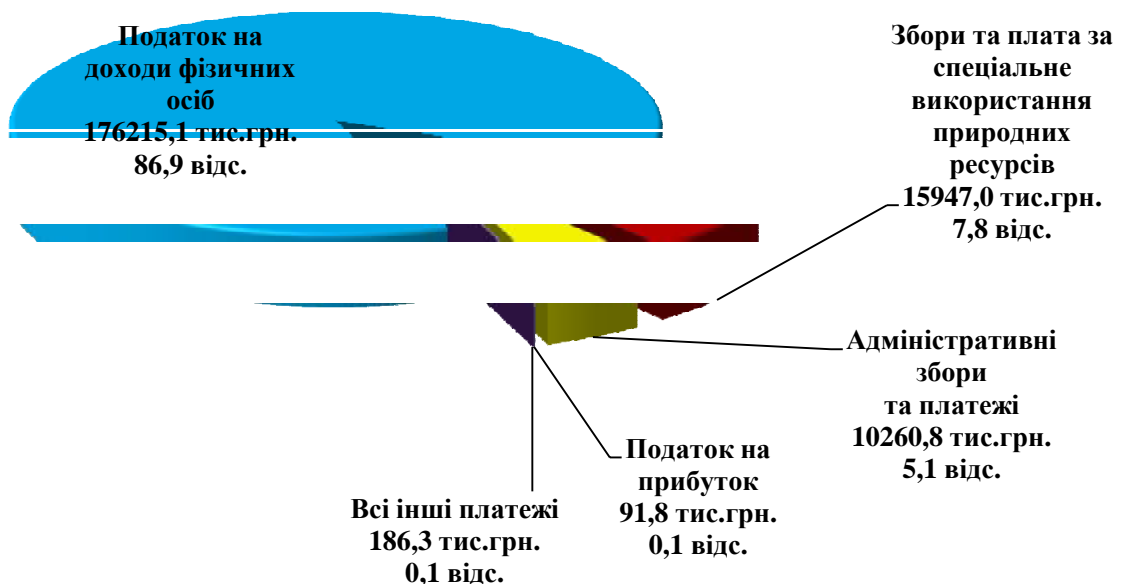 Податок на
доходи фізичних
осіб
176215,1 тис.грн.
86,9 відс.
Збори та плата за
спеціальне
використання
природних
ресурсів
15947,0 тис.грн.
7,8 відс.
Адміністративні
збори
та платежі
10260,8 тис.грн.
5,1 відс.
Податок на
прибуток
91,8 тис.грн.
0,1 відс.
Всі інші платежі
186,3 тис.грн.
0,1 відс.